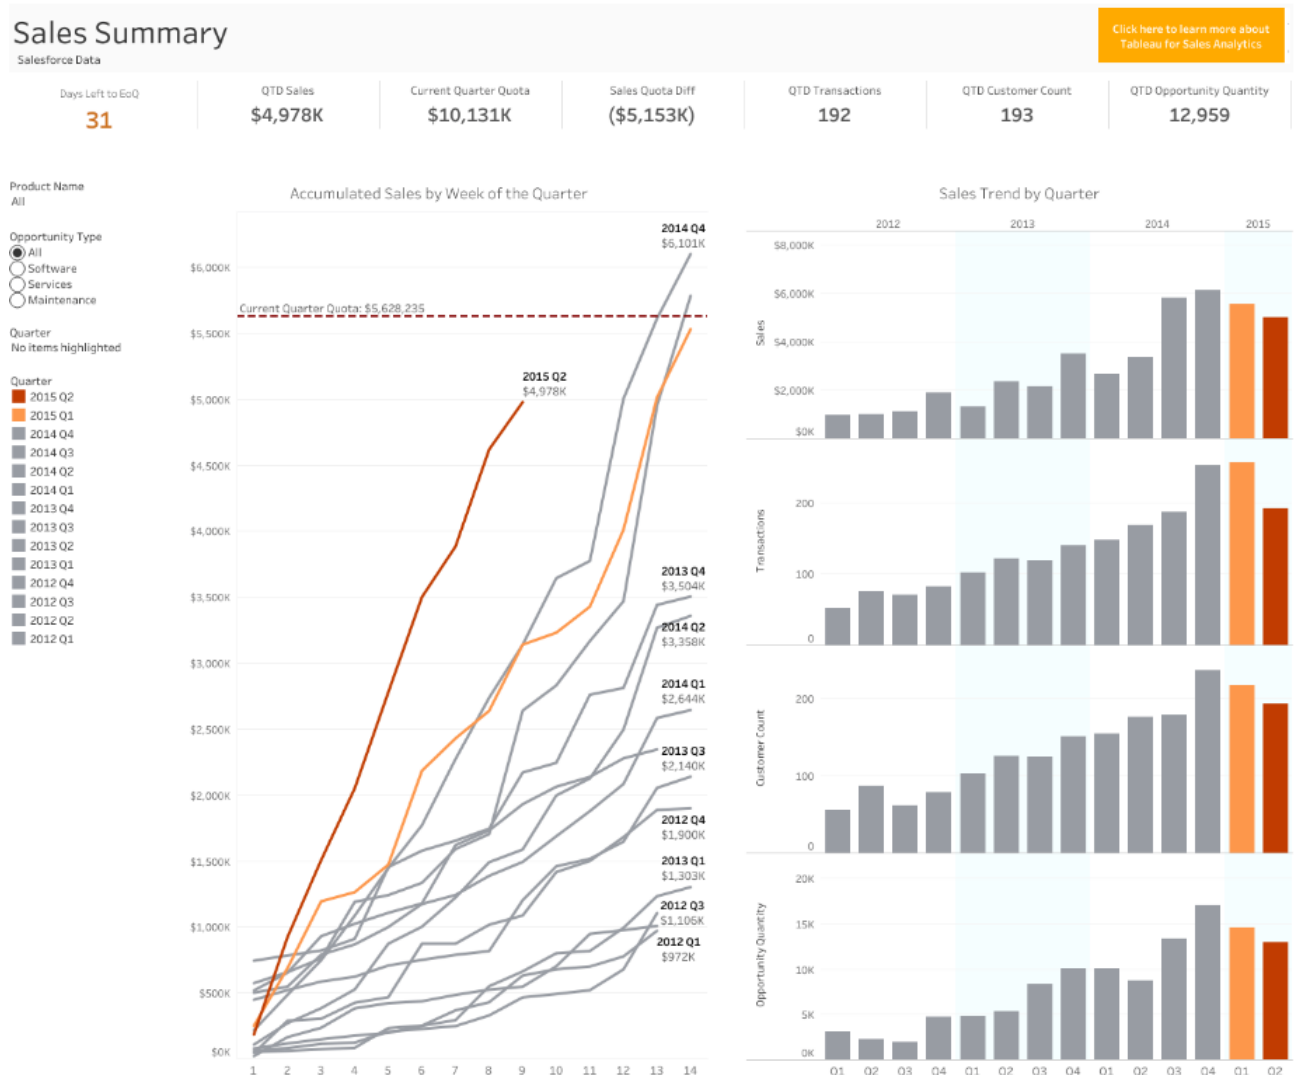 Sales Summary
Salesforce Data
Click here to learn more about
Tableau for Sales Analytics
Days Left to EoQ
31
QTD Sales
$4,978K
Current Quarter Quota
$10,131K
Sales Quota Diff
($5,153K)
QTD Transactions
192
QTD Customer Count
193
QTD Opportunity Quantity
12,959
Product Name
All
Opportunity Type
All
Software
Services
Maintenance
Quarter
No items highlighted
Quarter
2015 Q2
2015 Q1
2014 Q4
2014 Q3
2014 Q2
2014 Q1
2013 Q4
2013 Q3
2013 Q2
2013 Q1
2012 Q4
2012 Q3
2012 Q2
2012 Q1
Accumulated Sales by Week of the Quarter
$6,000K
$5,500K
$5,000K
$4,500K
$4,000K
$3,500K
$3,000K
$2,500K
$2,000K
$1,500K
$1,000K
$500K
$0K
Current Quarter Quota: $5,628,235
2014 Q4
$6,101K
2015 Q2
$4,978K
2013 Q4
$3,504K
2014 Q2
$3,358K
2014 Q1
$2,644K
2013 Q3
$2,140K
2012 Q4
$1,900K
2013 Q1
$1,303K
2012 Q3
$1,106K
2012 Q1
$972K
1 2 3 4 5 6 7 8 9 10 11 12 13 14
Sales Trend by Quarter
2012 2013 2014 2015
Sales
$8,000K
$6,000K
$4,000K
$2,000K
$0K
Transactions
200
100
0
Customer Count
200
100
0
Opportunity Quantity
20K
15K
10K
5K
0K
Q1 Q2 Q3 Q4 Q1 Q2 Q3 Q4 Q1 Q2 Q3 Q4 Q1 Q2